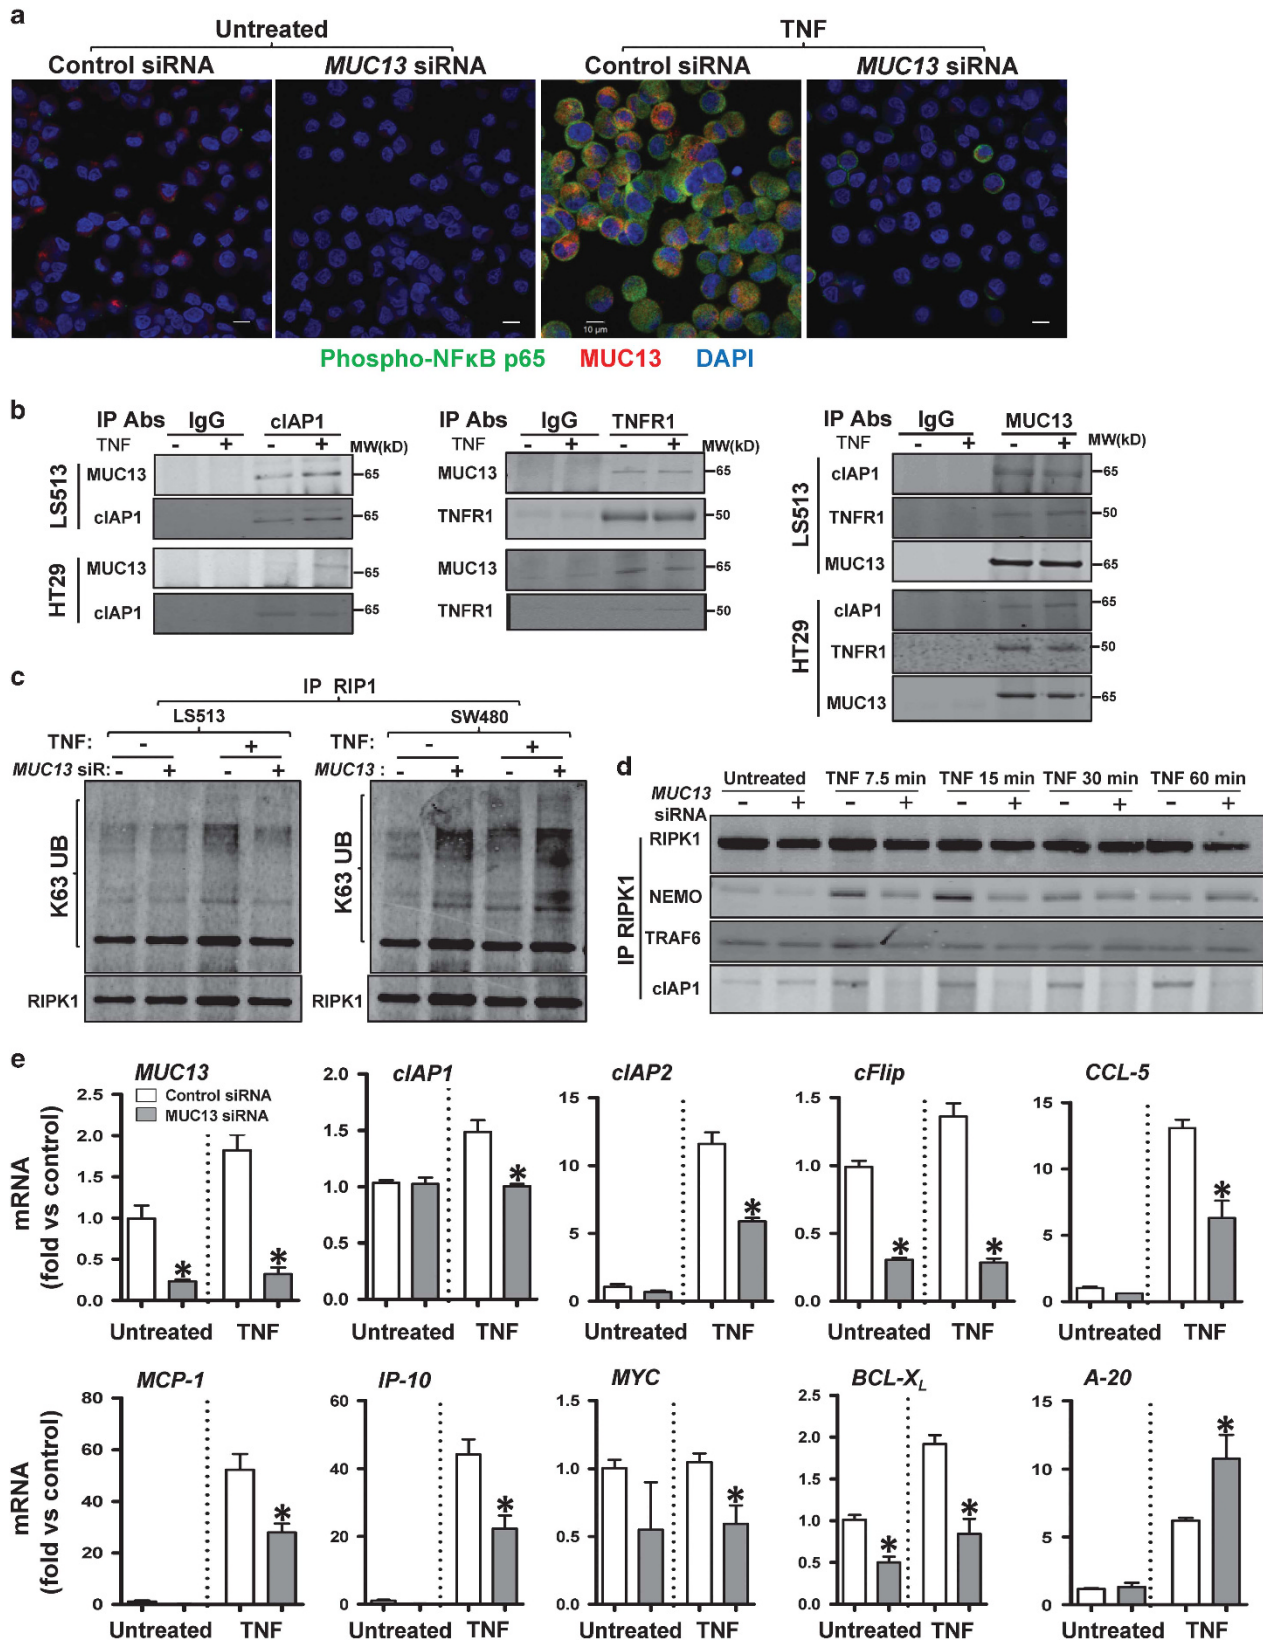 a
Untreated TNF
Control siRNA MUC13 siRNA Control siRNA MUC13 siRNA
10 µm
Phospho-NFκB p65 MUC13 DAPI
b
IP Abs IgG cIAP1
TNF - + - + MW(kD)
LS513
MUC13 65
cIAP1 65
HT29
MUC13 65
cIAP1 65
IP Abs IgG TNFR1
TNF - + - + MW(kD)
MUC13 65
TNFR1 50
MUC13 65
TNFR1 50
IP Abs IgG MUC13
TNF - + - + MW(kD)
LS513
cIAP1 65
TNFR1 50
MUC13 65
HT29
cIAP1 65
TNFR1 50
MUC13 65
c
IP RIP1
LS513 SW480
TNF: - +
MUC13 siR: - + - +
K63 UB
RIPK1
TNF: - +
MUC13 : - + - +
K63 UB
RIPK1
d
Untreated TNF 7.5 min TNF 15 min TNF 30 min TNF 60 min
MUC13 siRNA - + - + - + - + - +
IP RIPK1
RIPK1
NEMO
TRAF6
cIAP1
e
mRNA
(fold vs control)
MUC13
Control siRNA
MUC13 siRNA
2.5
2.0
1.5
1.0
0.5
0.0
* *
Untreated TNF
cIAP1
2.0
1.5
1.0
0.5
0.0
*
Untreated TNF
cIAP2
15
10
5
0
*
Untreated TNF
cFlip
1.5
1.0
0.5
0.0
* *
Untreated TNF
CCL-5
15
10
5
0
*
Untreated TNF
mRNA
(fold vs control)
MCP-1
80
60
40
20
0
*
Untreated TNF
IP-10
60
40
20
0
*
Untreated TNF
MYC
1.5
1.0
0.5
0.0
*
Untreated TNF
BCL-XL
2.5
2.0
1.5
1.0
0.5
0.0
* *
Untreated TNF
A-20
15
10
5
0
*
Untreated TNF